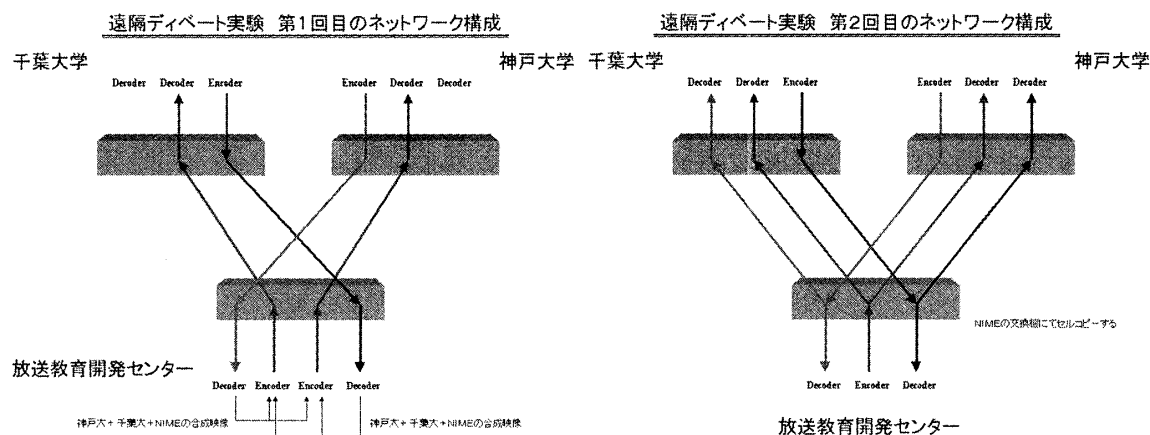 遠隔ディベート実験 第1回目のネットワーク構成
千葉大学
神戸大学
Decoder Decoder Encoder
Encoder Decoder Decoder
放送教育開発センター
Decoder Encoder Encoder Decoder
神戸大+千葉大+NIMEの合成映像
神戸大+千葉大+NIMEの合成映像
遠隔ディベート実験 第2回目のネットワーク構成
千葉大学
神戸大学
Decoder Decoder Encoder
Encoder Decoder Decoder
NIMEの交換機にてセルコピーする
Decoder Encoder Decoder
放送教育開発センター